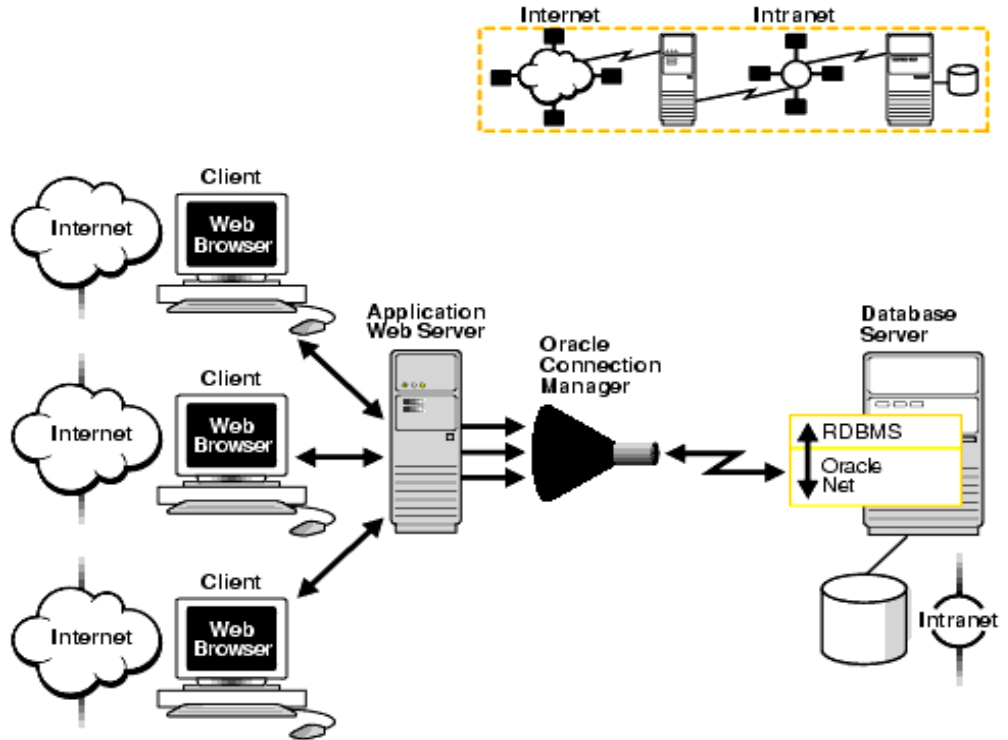 Internet
Intranet
Client
Internet
Web
Browser
Application
Web Server
Oracle
Connection
Manager
Database
Server
Client
Internet
Web
Browser
RDBMS
Oracle
Net
Client
Internet
Web
Browser
Intranet